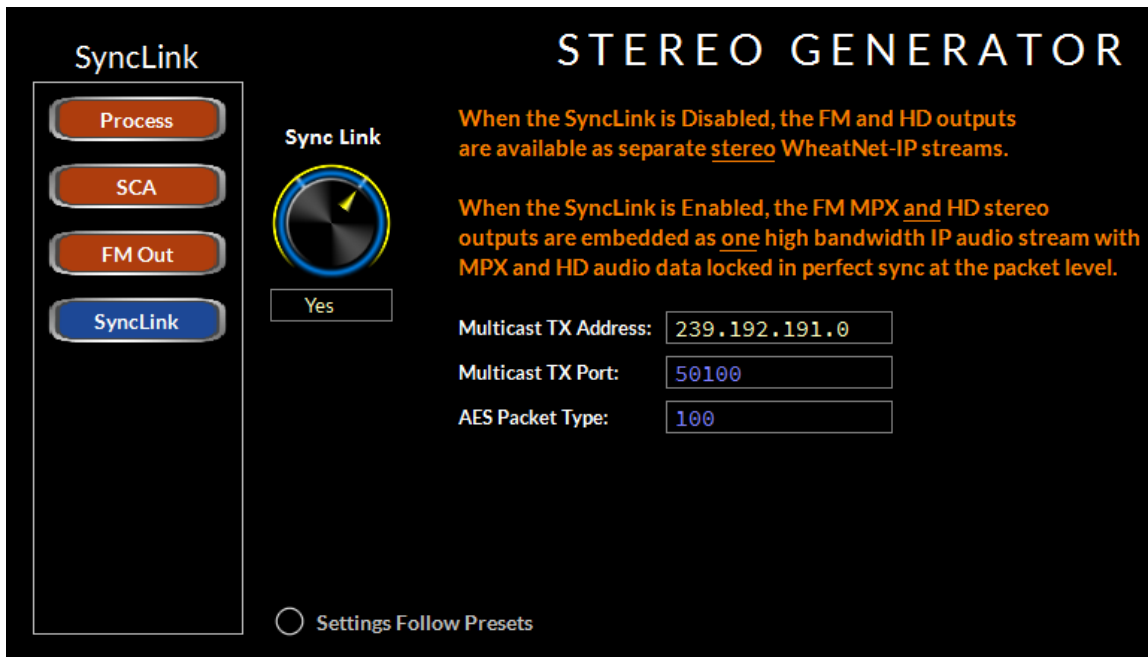 SyncLink
STEREO GENERATOR
Process
SCA
FM Out
SyncLink
Sync Link
Yes
When the SyncLink is Disabled, the FM and HD outputs
are available as separate stereo WheatNet-IP streams.
When the SyncLink is Enabled, the FM MPX and HD stereo
outputs are embedded as one high bandwidth IP audio stream with
MPX and HD audio data locked in perfect sync at the packet level.
Multicast TX Address: 239.192.191.0
Multicast TX Port: 50100
AES Packet Type: 100
Settings Follow Presets